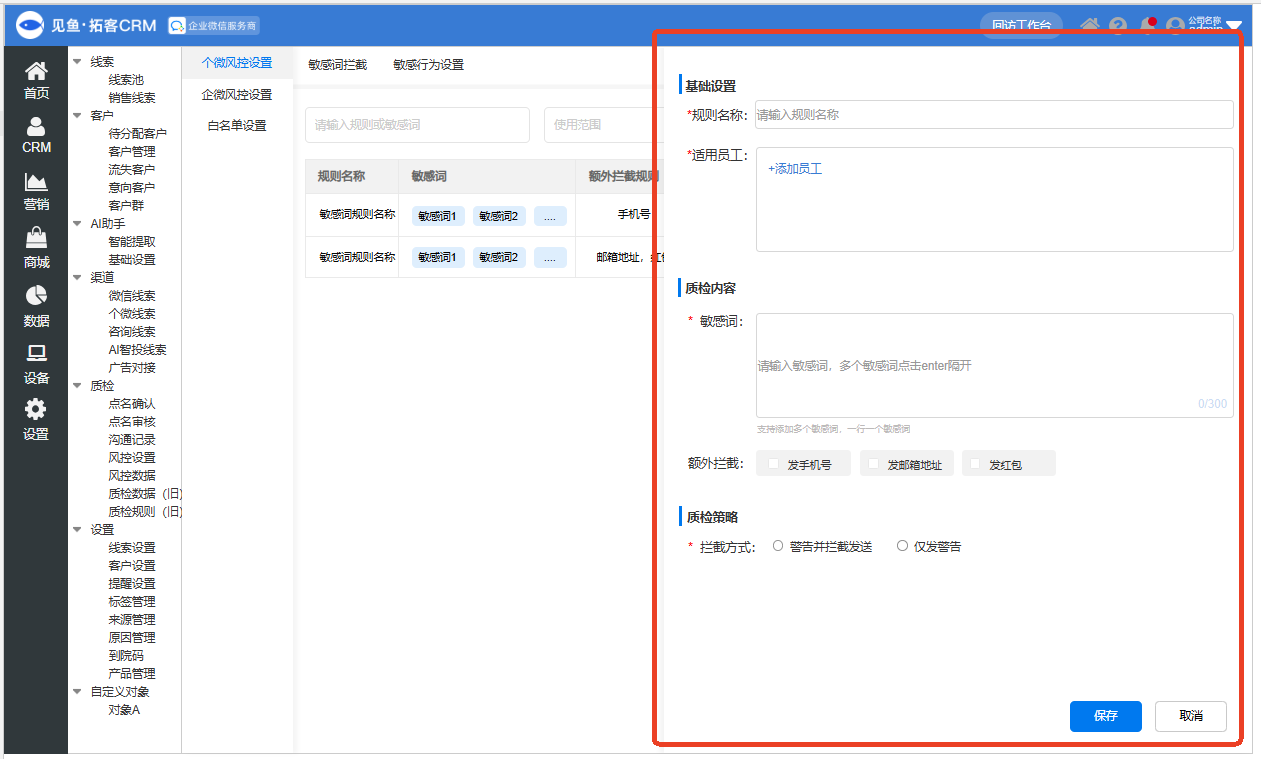 见鱼·拓客CRM 企业微信服务商 回访工作台 公司名称
admin
首页
CRM
营销
商城
数据
设备
设置
线索
线索池
销售线索
客户
待分配客户
客户管理
流失客户
意向客户
客户群
AI助手
智能提取
基础设置
渠道
微信线索
个微线索
咨询线索
AI智投线索
广告对接
质检
点名确认
点名审核
沟通记录
风控设置
风控数据
质检数据（旧）
质检规则（旧）
设置
线索设置
客户设置
提醒设置
标签管理
来源管理
原因管理
到院码
产品管理
自定义对象
对象A
个微风控设置
企微风控设置
白名单设置
敏感词拦截 敏感行为设置
请输入规则或敏感词 使用范围
规则名称 敏感词 额外拦截规则
敏感词规则名称 敏感词1 敏感词2 .... 手机号
敏感词规则名称 敏感词1 敏感词2 .... 邮箱地址，红
基础设置
*规则名称： 请输入规则名称
*适用员工： +添加员工
质检内容
* 敏感词： 请输入敏感词，多个敏感词点击enter隔开
0/300
支持添加多个敏感词，一行一个敏感词
额外拦截： 发手机号 发邮箱地址 发红包
质检策略
* 拦截方式： 警告并拦截发送 仅发警告
保存 取消